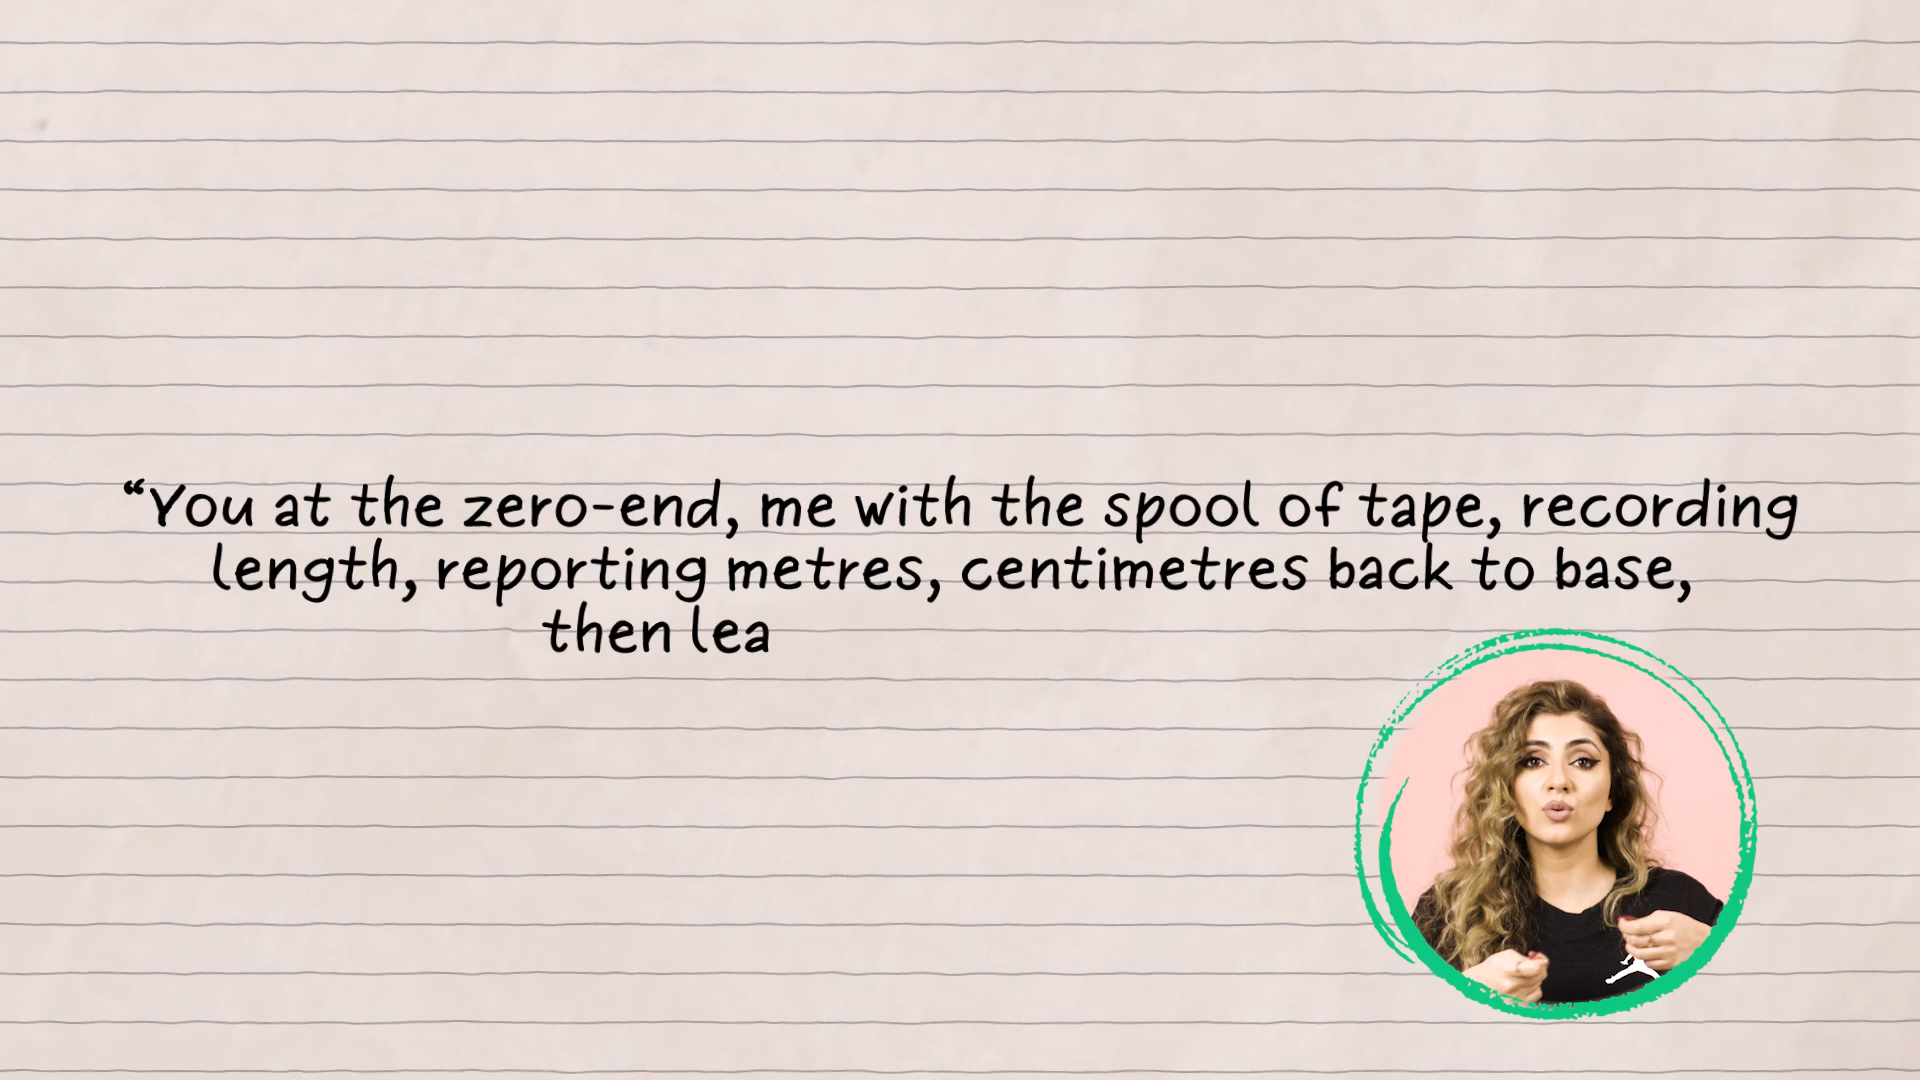 “You at the zero-end, me with the spool of tape, recording
length, reporting metres, centimetres back to base,
then lea